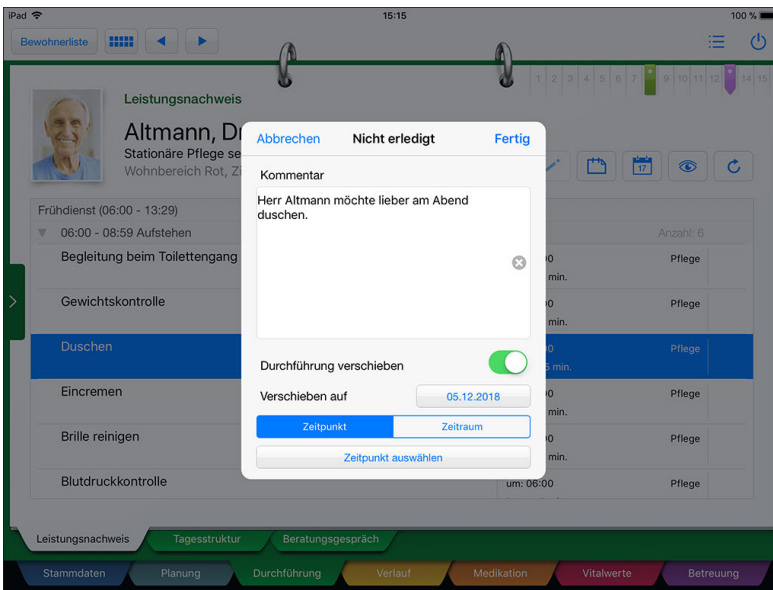 iPad 15:15 100 %
Bewohnerliste
1 2 3 4 5 6 7 8 9 10 11 12 13 14 15
Leistungsnachweis
Altmann, D
Stationäre Pflege se
Wohnbereich Rot, Zi
17
Abbrechen Nicht erledigt Fertig
Kommentar
Herr Altmann möchte lieber am Abend
duschen.
Durchführung verschieben
Verschieben auf 05.12.2018
Zeitpunkt Zeitraum
Zeitpunkt auswählen
Frühdienst (06:00 - 13:29)
06:00 - 08:59 Aufstehen Anzahl: 6
Begleitung beim Toilettengang Pflege
min.
Gewichtskontrolle Pflege
min.
Duschen Pflege
min.
Eincremen Pflege
min.
Brille reinigen Pflege
min.
Blutdruckkontrolle um: 06:00 Pflege
Leistungsnachweis Tagesstruktur Beratungsgespräch
Stammdaten Planung Durchführung Verlauf Medikation Vitalwerte Betreuung